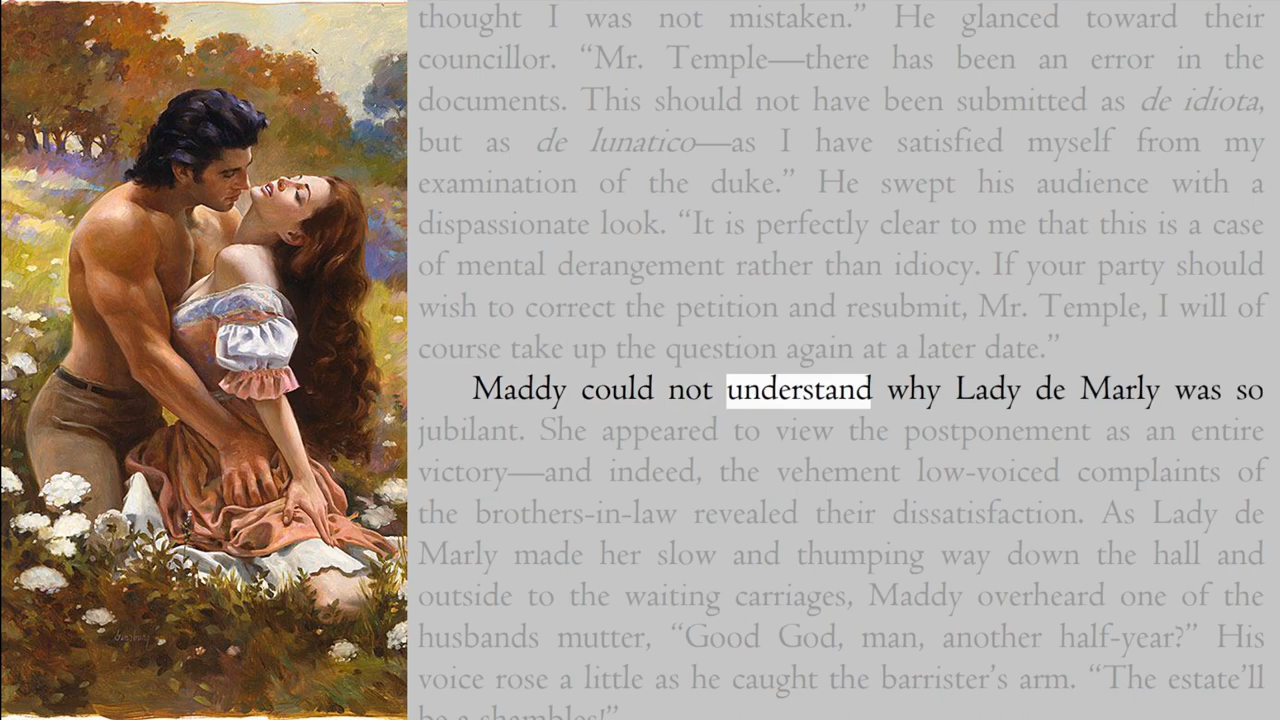 thought I was not mistaken.” He glanced toward their
councillor. “Mr. Temple—there has been an error in the
documents. This should not have been submitted as de idiota,
but as de lunatico—as I have satisfied myself from my
examination of the duke.” He swept his audience with a
dispassionate look. “It is perfectly clear to me that this is a case
of mental derangement rather than idiocy. If your party should
wish to correct the petition and resubmit, Mr. Temple, I will of
course take up the question again at a later date.”
Maddy could not understand why Lady de Marly was so
jubilant. She appeared to view the postponement as an entire
victory—and indeed, the vehement low-voiced complaints of
the brothers-in-law revealed their dissatisfaction. As Lady de
Marly made her slow and thumping way down the hall and
outside to the waiting carriages, Maddy overheard one of the
husbands mutter, “Good God, man, another half-year?” His
voice rose a little as he caught the barrister’s arm. “The estate’ll
be a shambles!”